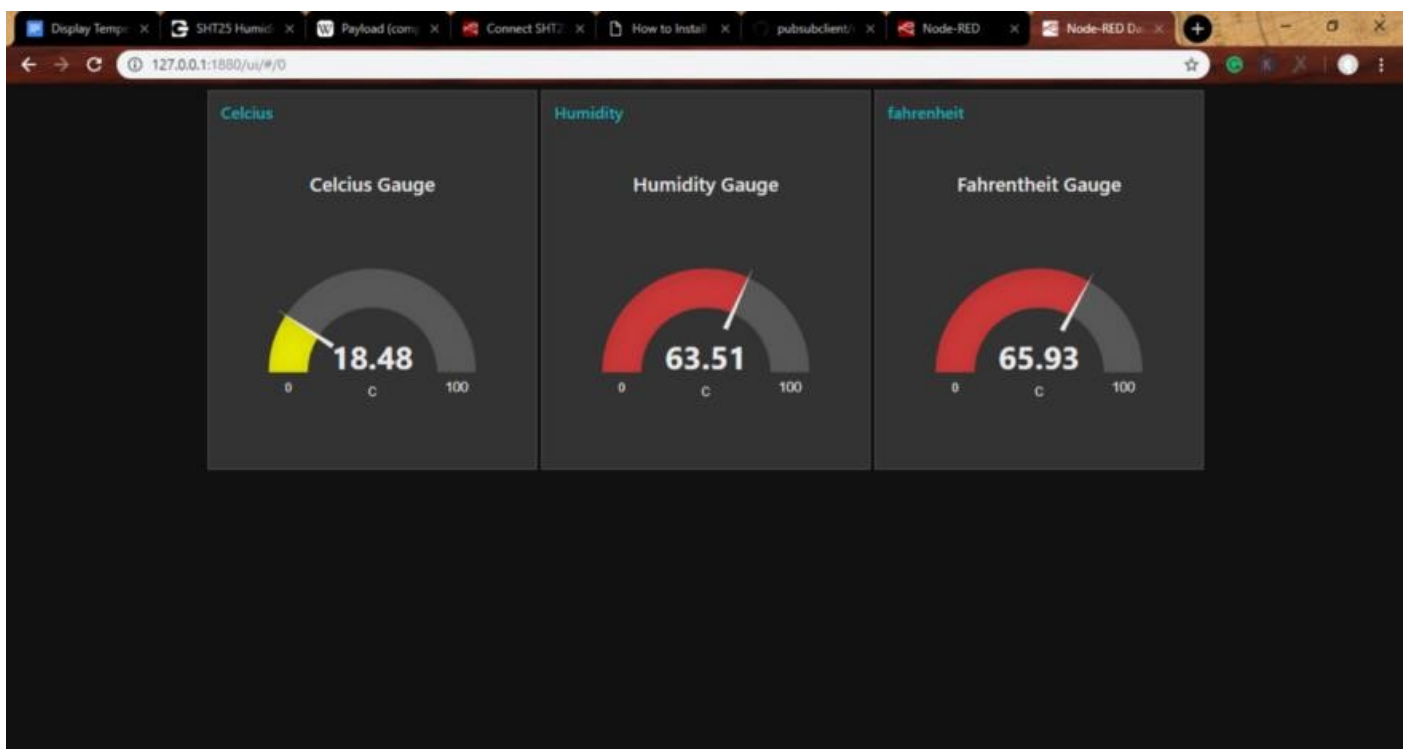 Display Temp
SHT25 Humid
Payload (com
Connect SHT2
How to Install
pubsubclient/
Node-RED
Node-RED Da
127.0.0.1:1880/ui/#/0
Celcius
Humidity
fahrenheit
Celcius Gauge
Humidity Gauge
Fahrentheit Gauge
18.48
0
C
100
63.51
0
C
100
65.93
0
C
100